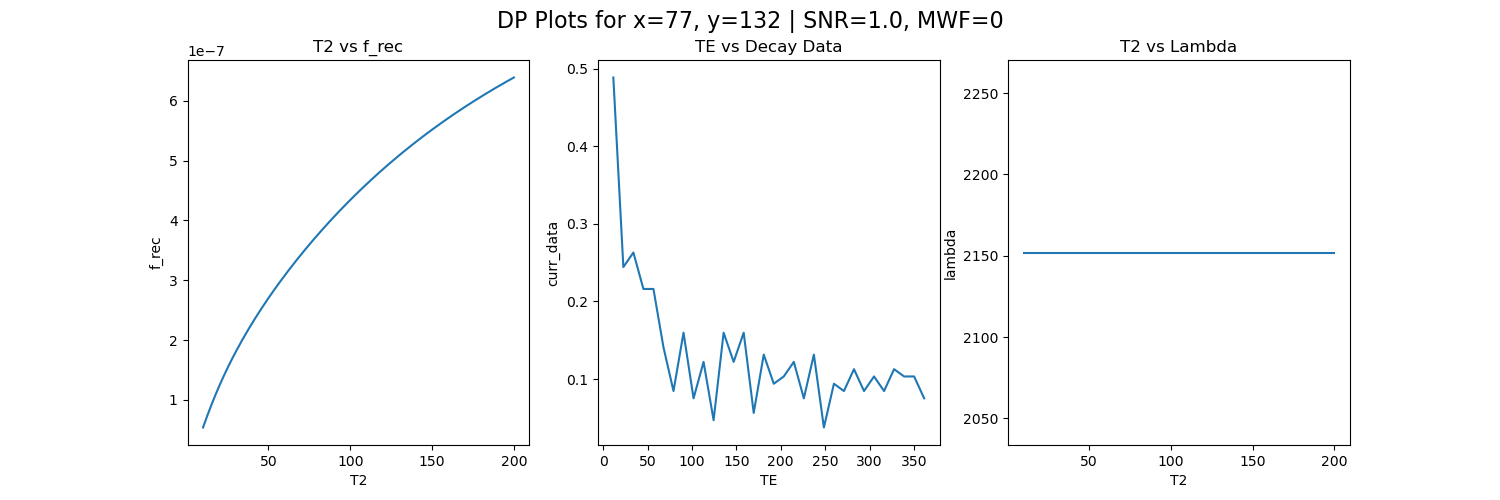 DP Plots for x=77, y=132 | SNR=1.0, MWF=0
T2 vs f_rec
1e−7
6
5
4
3
2
1
f_rec
50
100
150
200
T2
TE vs Decay Data
0.5
0.4
0.3
0.2
0.1
curr_data
0
50
100
150
200
250
300
350
TE
T2 vs Lambda
2250
2200
2150
2100
2050
lambda
50
100
150
200
T2